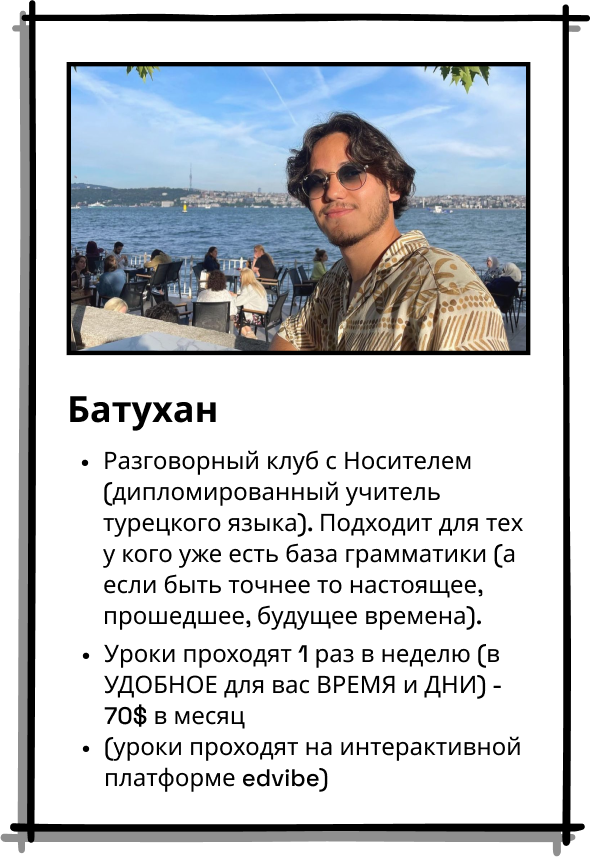 Батухан
• Разговорный клуб с Носителем
(дипломированный учитель
турецкого языка). Подходит для тех
у кого уже есть база грамматики (а
если быть точнее то настоящее,
прошедшее, будущее времена).
• Уроки проходят 1 раз в неделю (в
УДОБНОЕ для вас ВРЕМЯ и ДНИ) -
70$ в месяц
• (уроки проходят на интерактивной
платформе edvibe)